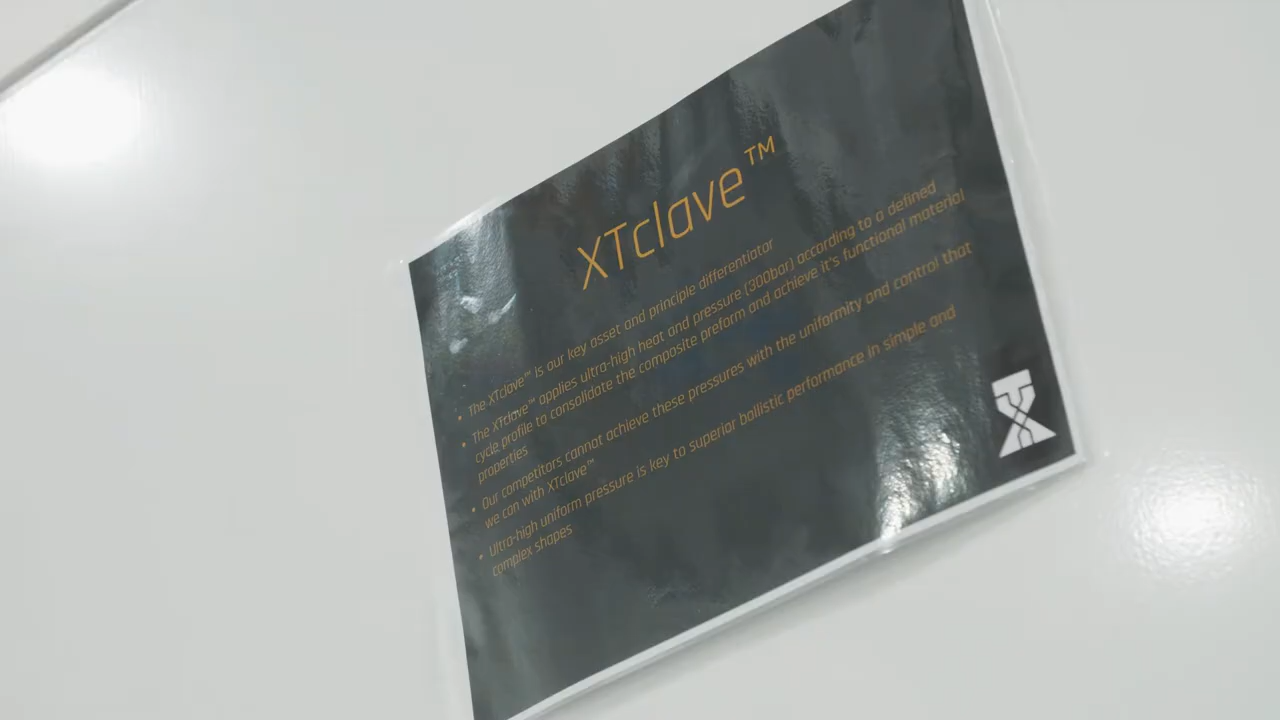 XTclave™
• The XTclave™ is our key asset and principle differentiator
• The XTclave™ applies ultra-high heat and pressure (300bar) according to a defined
cycle profile to consolidate the composite preform and achieve it's functional material
properties
• Our competitors cannot achieve these pressures with the uniformity and control that
we can with XTclave™
• Ultra-high uniform pressure is key to superior ballistic performance in simple and
complex shapes